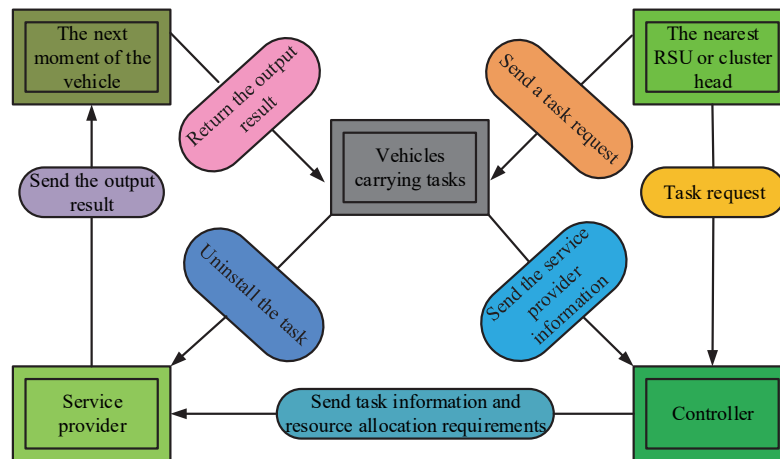 The next
moment of the
vehicle
Return the output
result
Send a task request
The nearest
RSU or cluster
head
Vehicles
carrying tasks
Send the output
result
Task request
Uninstall the
task
Send the service
provider
information
Service
provider
Send task information and
resource allocation requirements
Controller